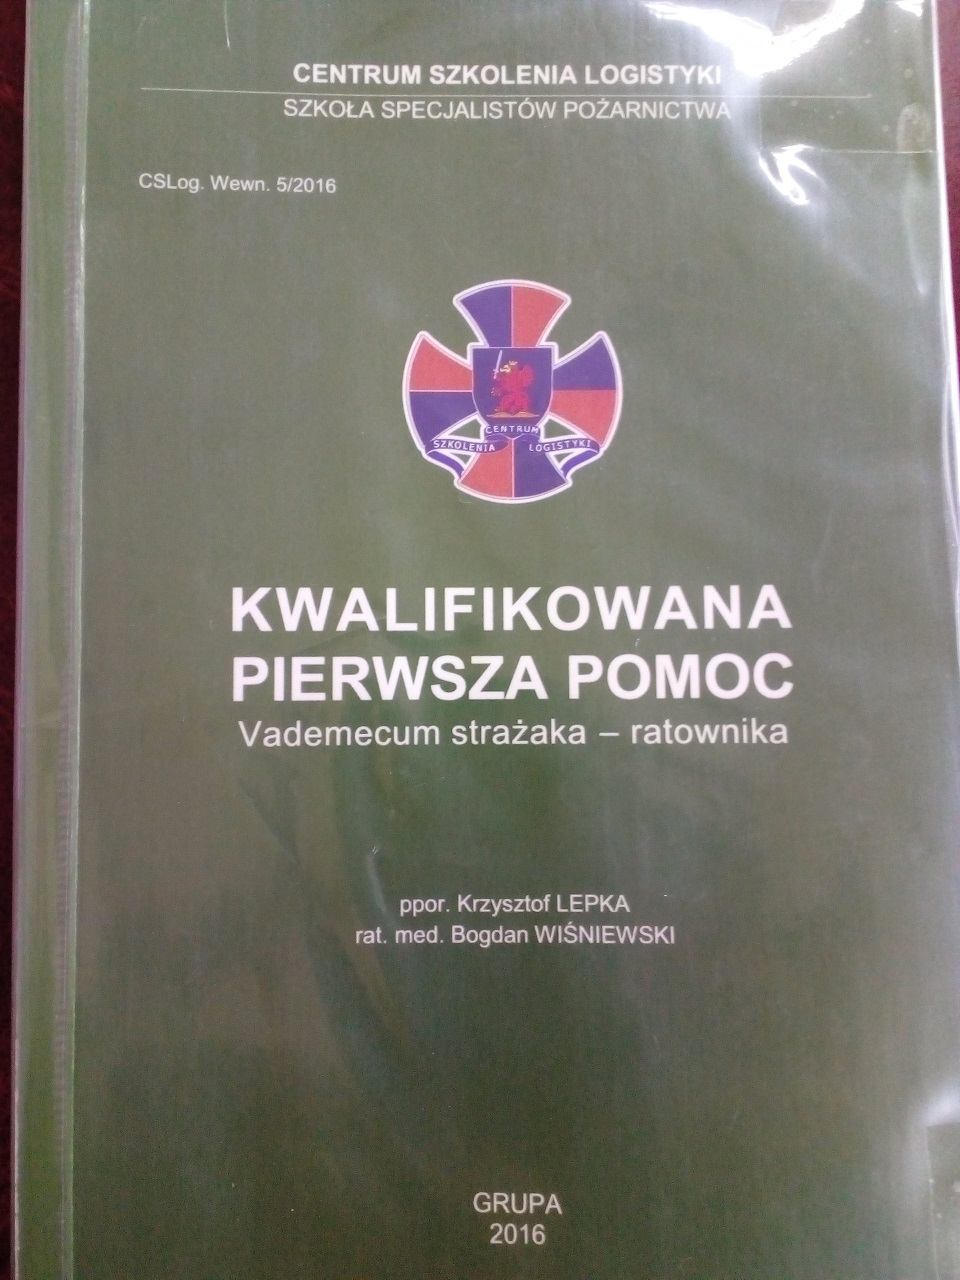 CENTRUM SZKOLENIA LOGISTYKI
SZKOŁA SPECJALISTÓW POŻARNICTWA
CSLog. Wewn. 5/2016
CENTRUM
SZKOLENIA LOGISTYKI
KWALIFIKOWANA
PIERWSZA POMOC
Vademecum strażaka – ratownika
ppor. Krzysztof LEPKA
rat. med. Bogdan WIŚNIEWSKI
GRUPA
2016